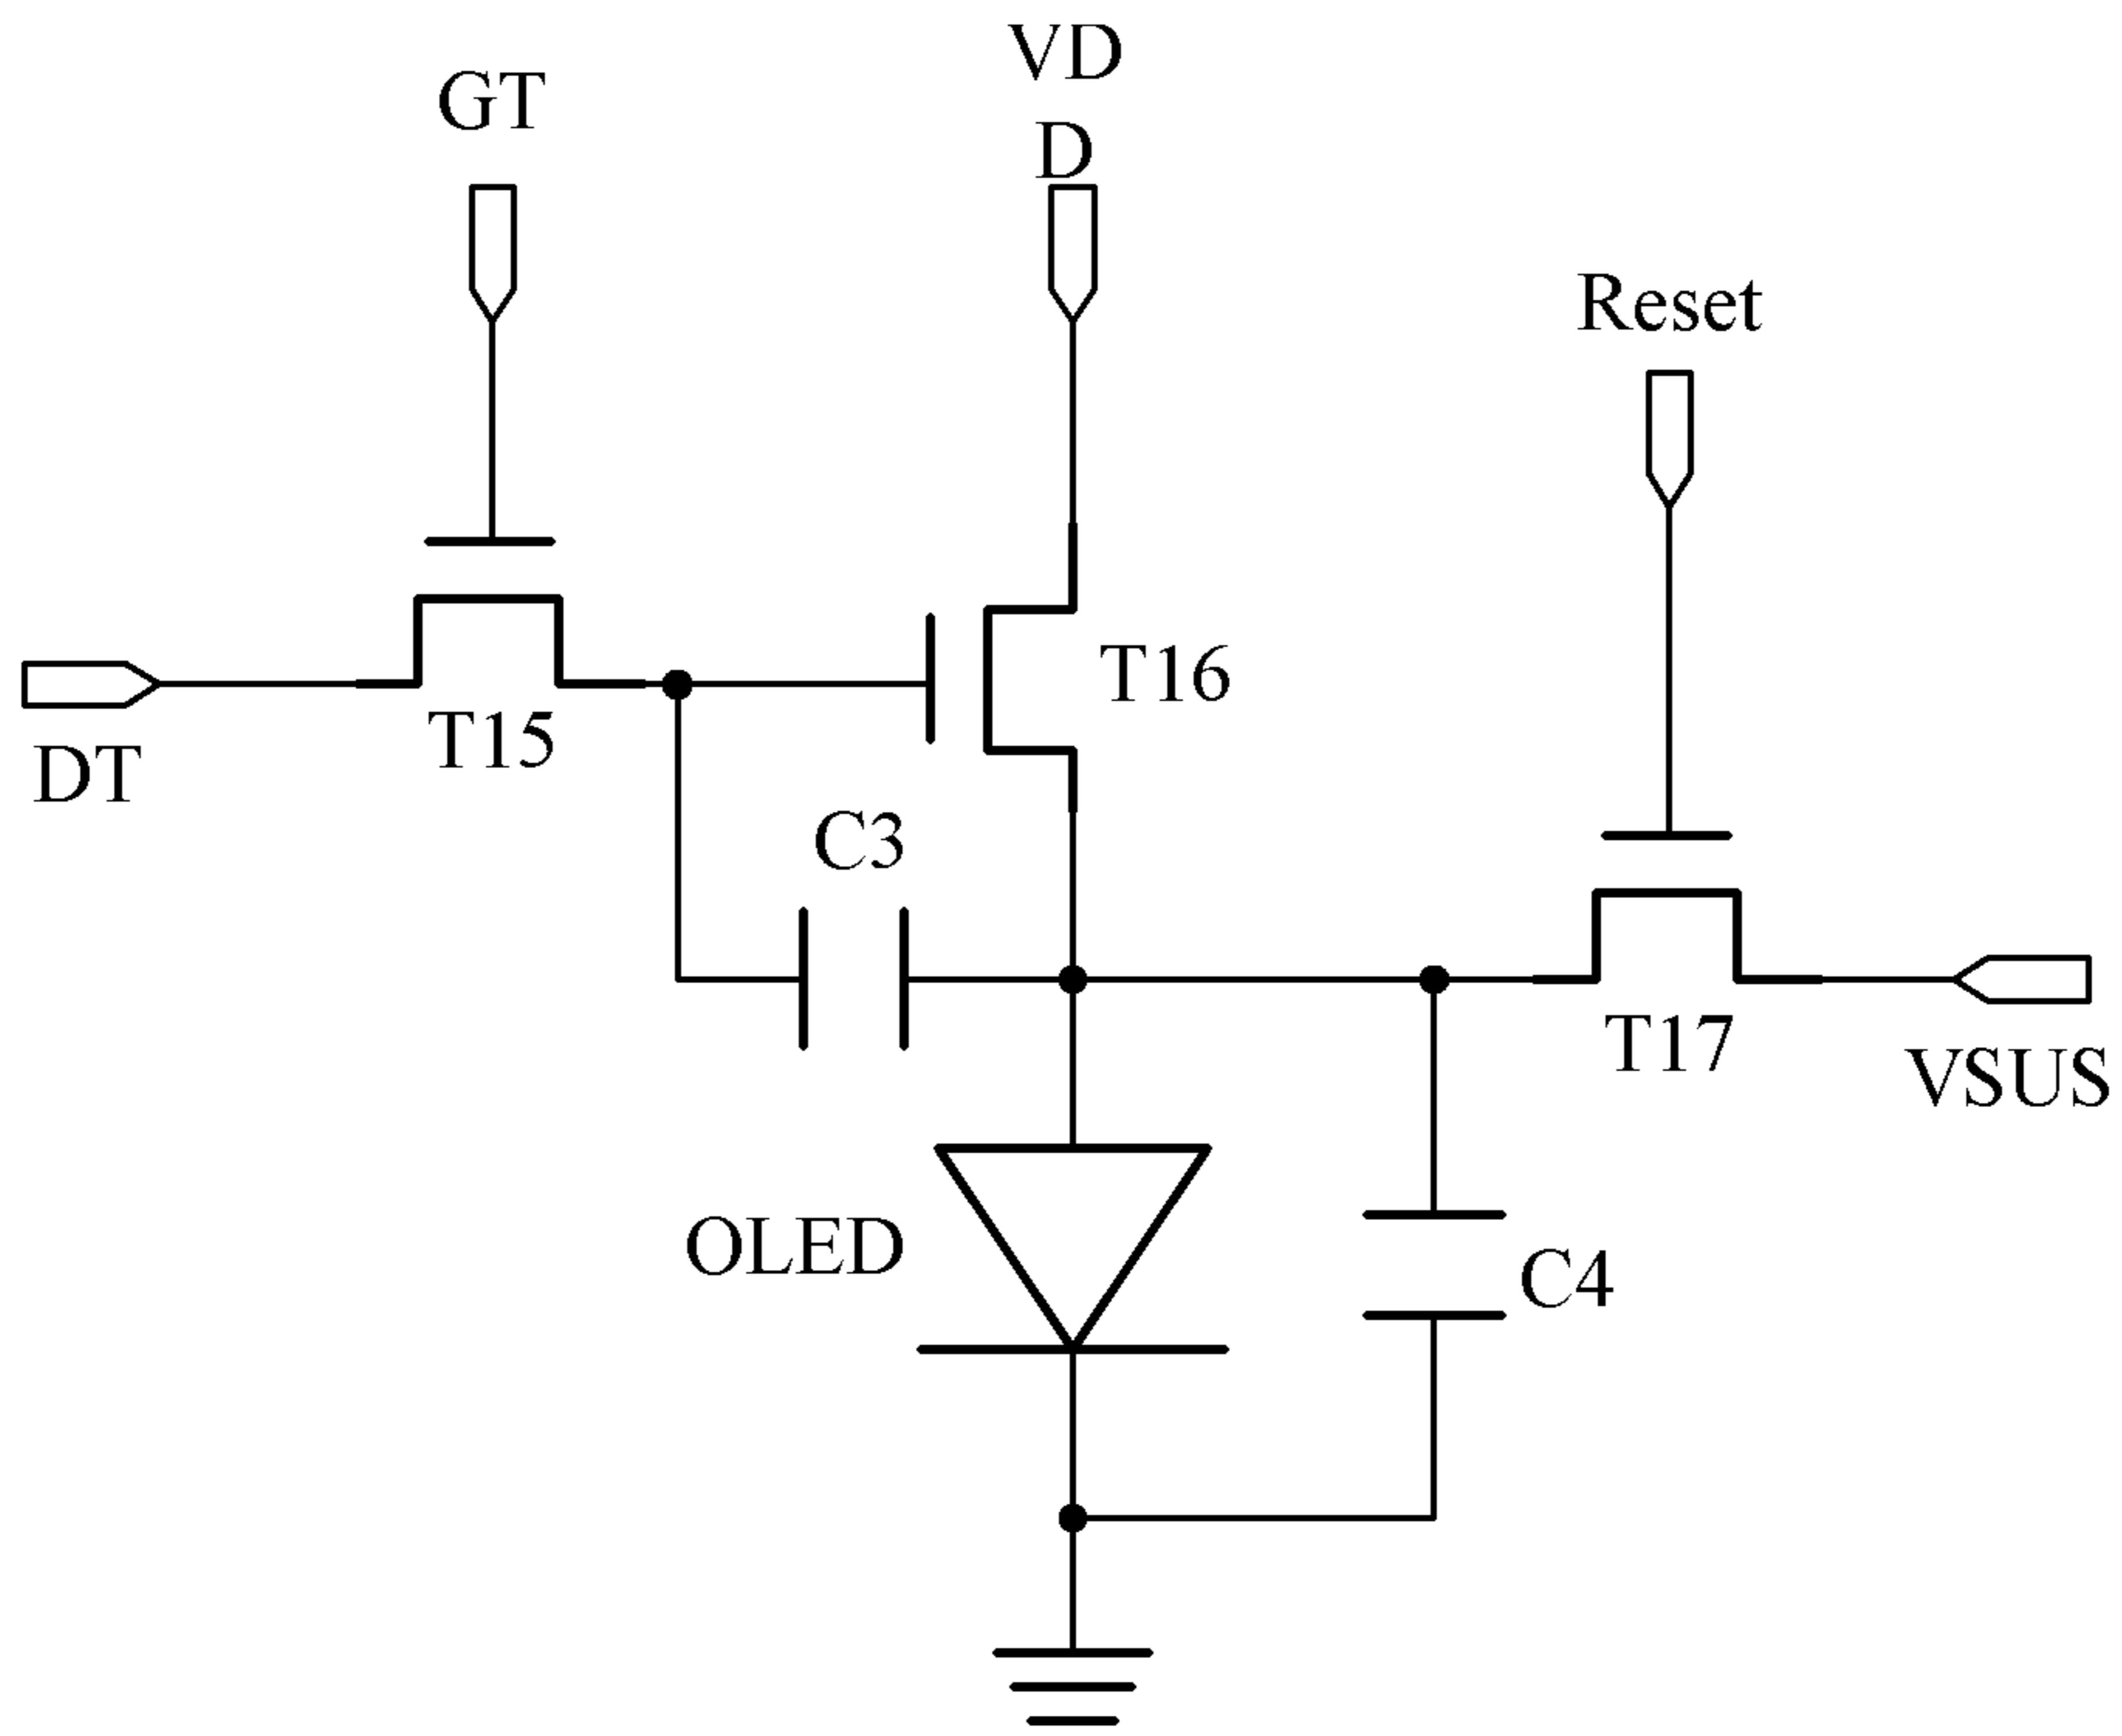 GT
VD
D
Reset
T16
T15
DT
C3
T17
VSUS
OLED
C4